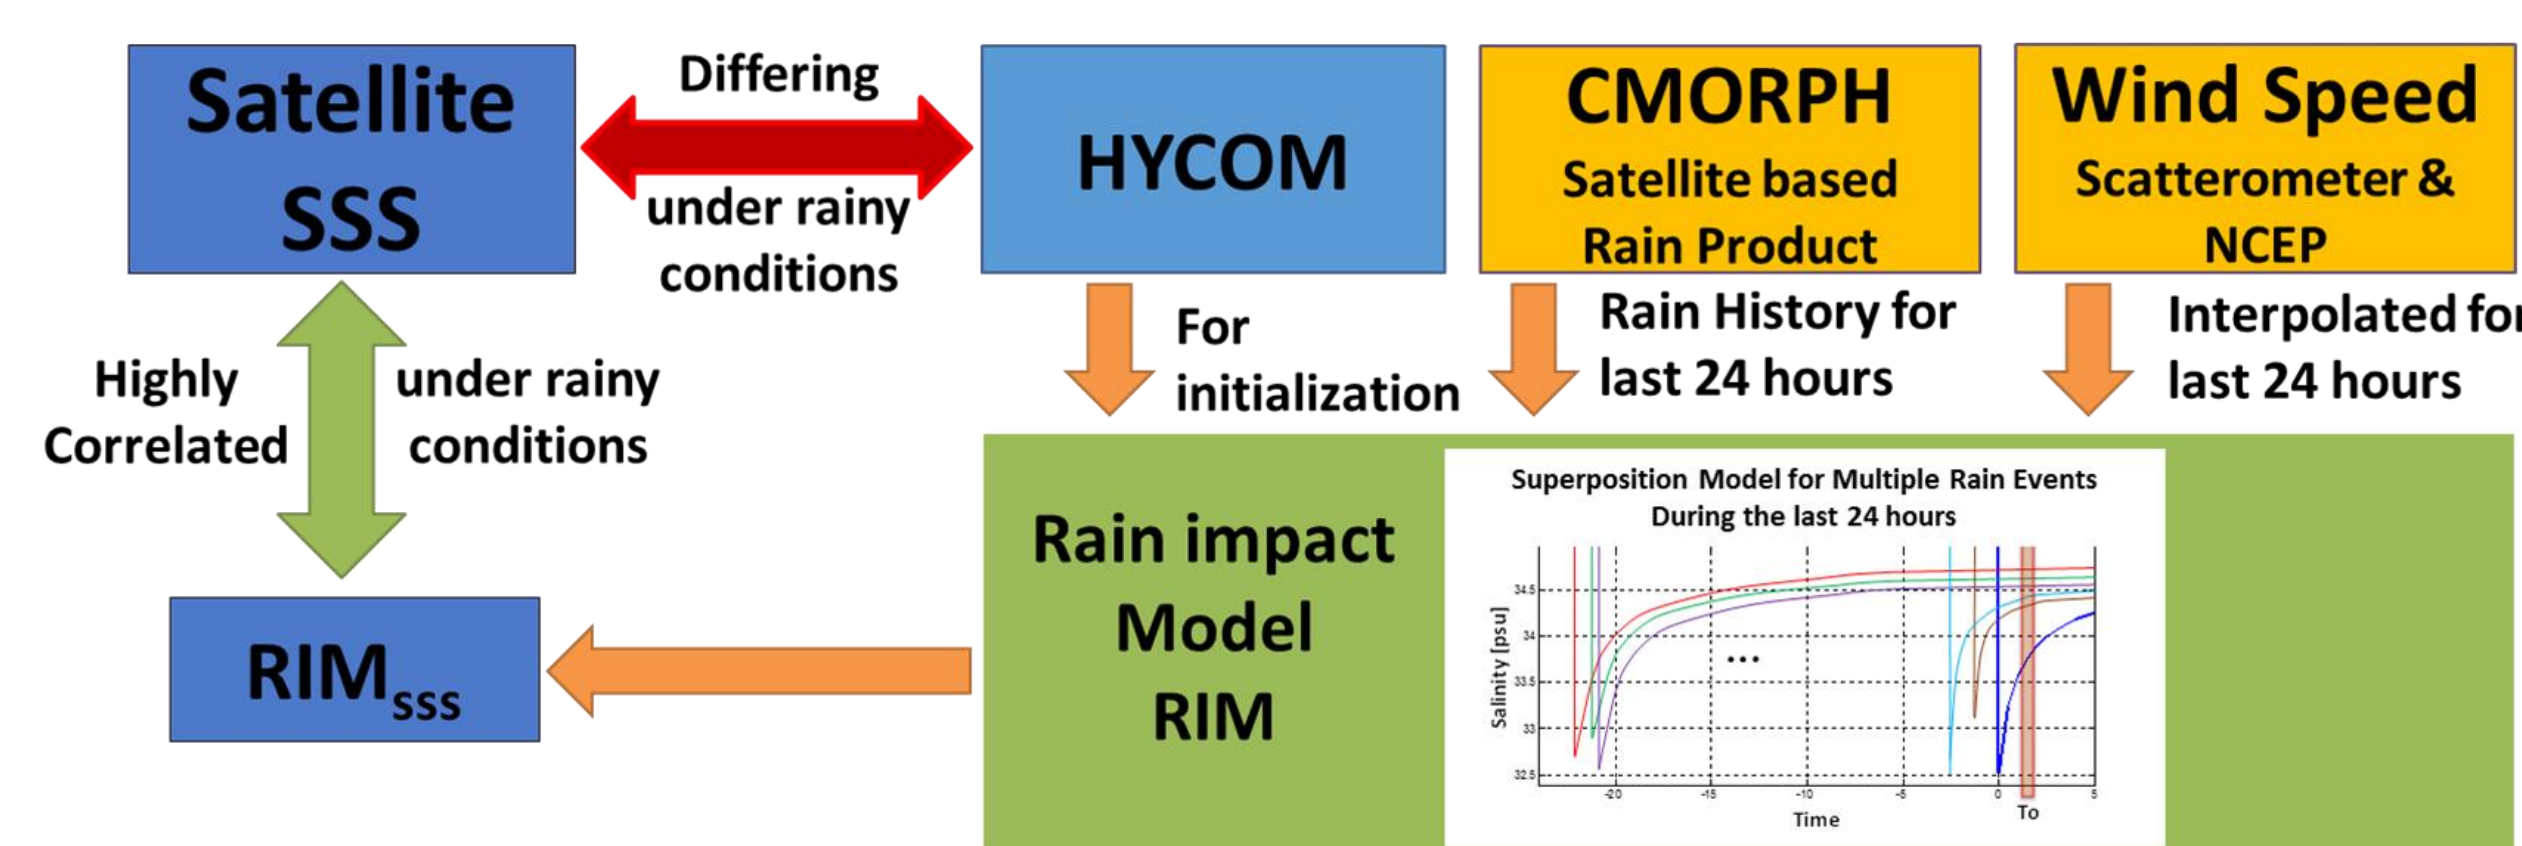 Satellite
SSS
Differing
under rainy
conditions
HYCOM
CMORPH
Satellite based
Rain Product
Wind Speed
Scatterometer &
NCEP
Highly
Correlated
under rainy
conditions
For
initialization
Rain History for
last 24 hours
Interpolated for
last 24 hours
RIMsss
Rain impact
Model
RIM
Superposition Model for Multiple Rain Events
During the last 24 hours
Salinity [psu]
34.5
34
33.5
33
32.5
...
-20 -15 -10 -5 0 5
To
Time